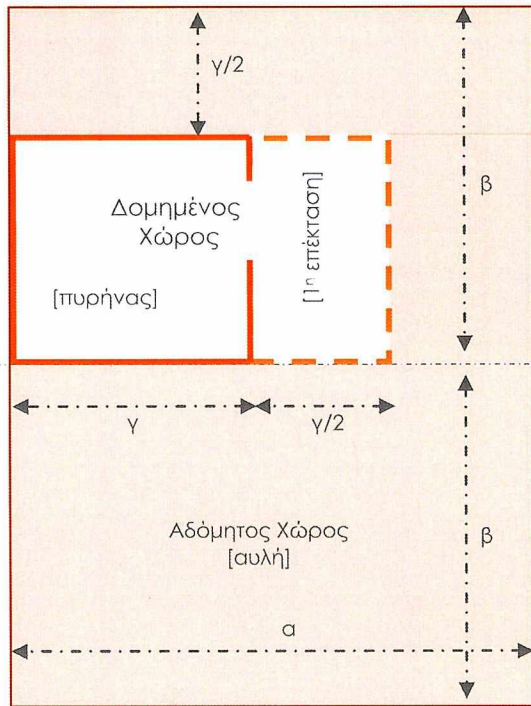 γ/2
β
Δομημένος
Χώρος
[πυρήνας]
[1η επέκταση]
γ
γ/2
Αδόμητος Χώρος
[αυλή]
β
α